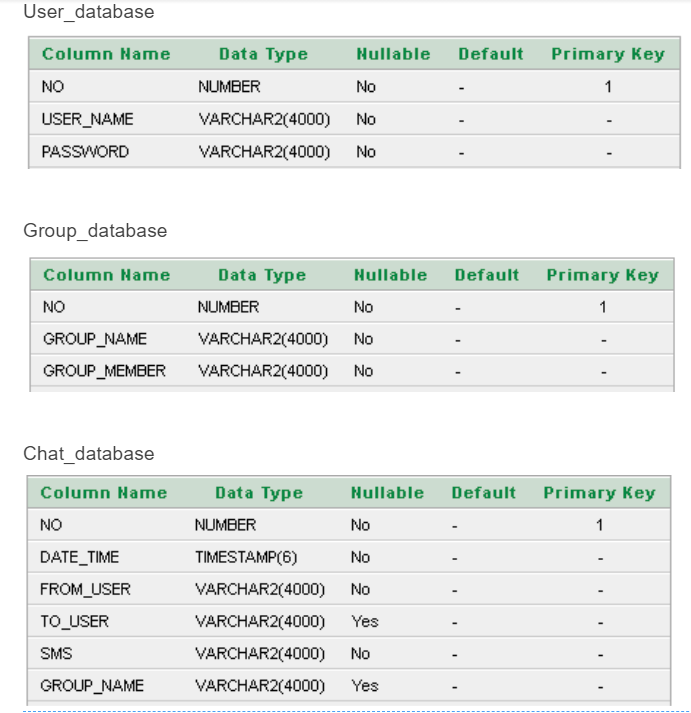 User_database
Column Name Data Type Nullable Default Primary Key
NO NUMBER No - 1
USER_NAME VARCHAR2(4000) No - -
PASSWORD VARCHAR2(4000) No - -
Group_database
Column Name Data Type Nullable Default Primary Key
NO NUMBER No - 1
GROUP_NAME VARCHAR2(4000) No - -
GROUP_MEMBER VARCHAR2(4000) No - -
Chat_database
Column Name Data Type Nullable Default Primary Key
NO NUMBER No - 1
DATE_TIME TIMESTAMP(6) No - -
FROM_USER VARCHAR2(4000) No - -
TO_USER VARCHAR2(4000) Yes - -
SMS VARCHAR2(4000) No - -
GROUP_NAME VARCHAR2(4000) Yes - -